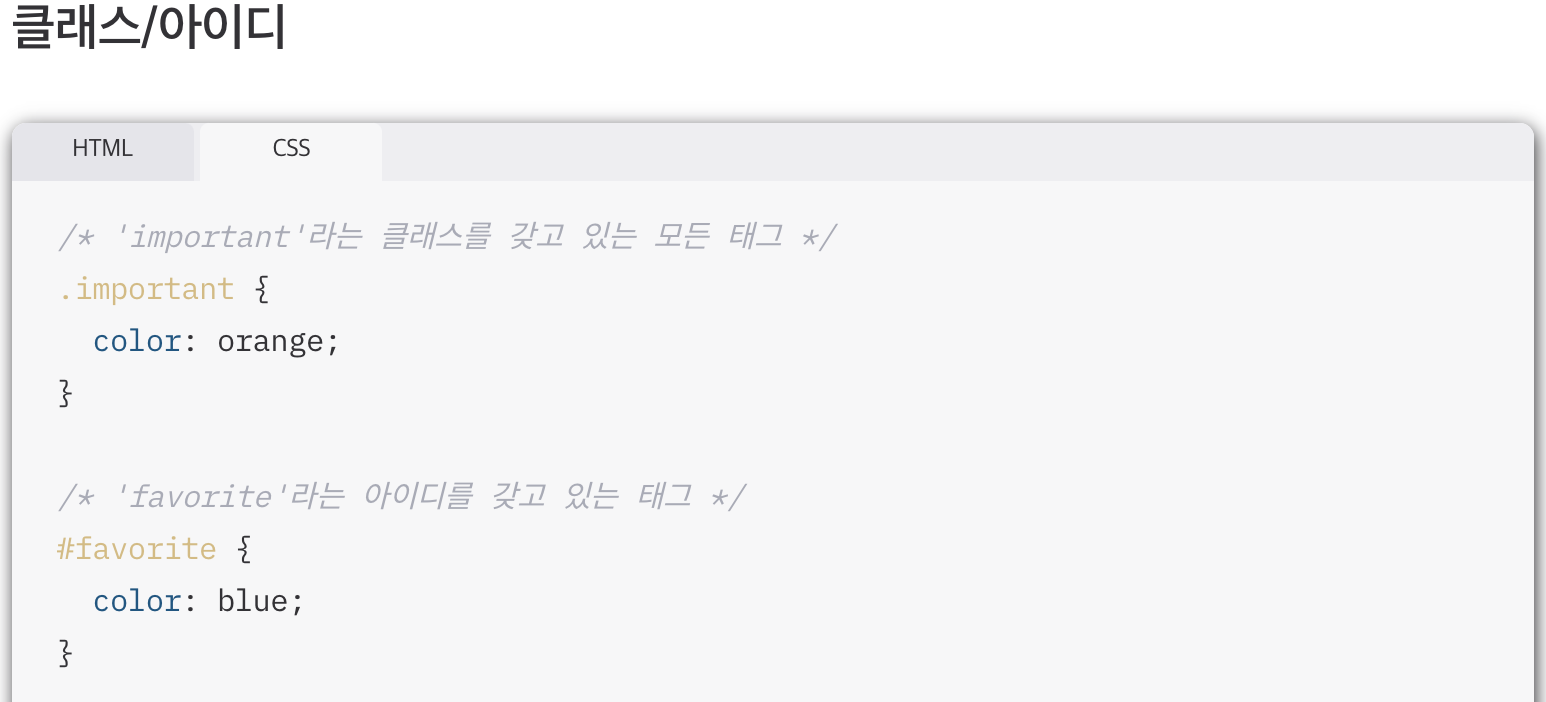 클래스/아이디
HTML CSS
/* 'important'라는 클래스를 갖고 있는 모든 태그 */
.important {
  color: orange;
}
/* 'favorite'라는 아이디를 갖고 있는 태그 */
#favorite {
  color: blue;
}